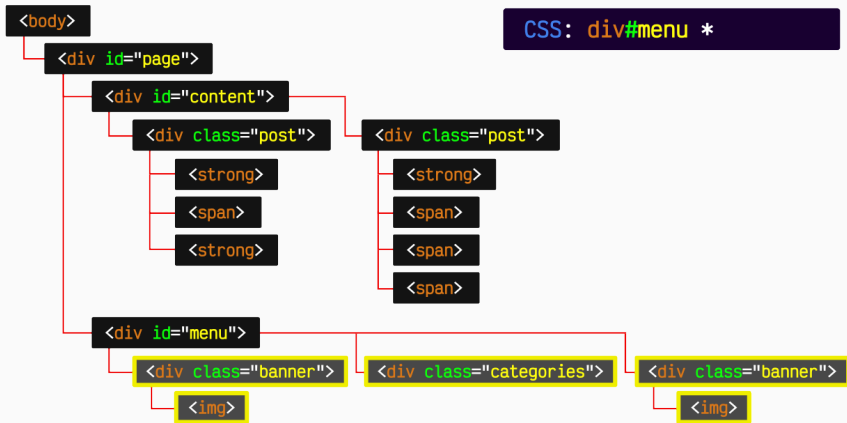 <body>
CSS: div#menu *
<div id="page">
<div id="content">
<div class="post"> <div class="post">
<strong> <strong>
<span> <span>
<strong> <span>
<span>
<div id="menu">
<div class="banner"> <div class="categories"> <div class="banner">
<img> <img>